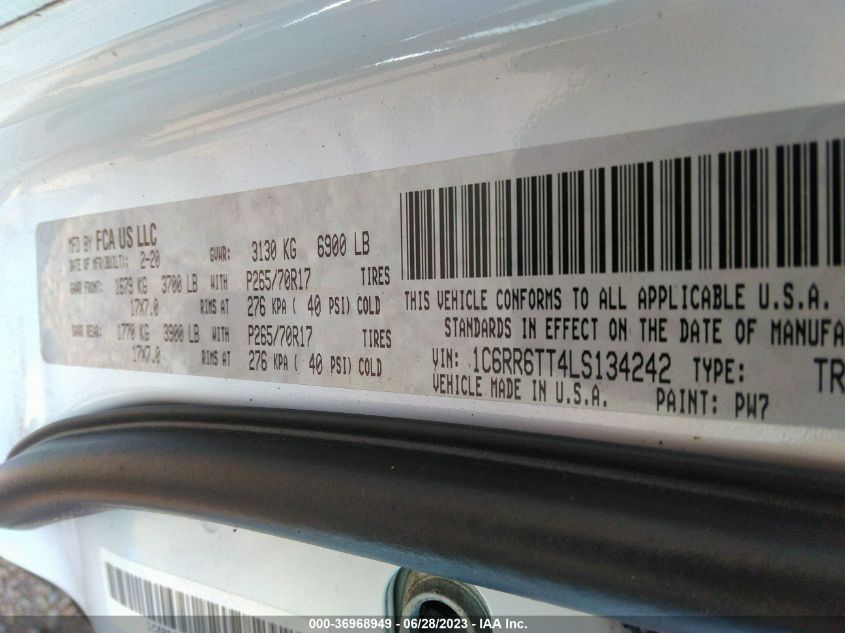 MFD BY FCA US LLC
DATE OF MFR(BUILT): 2-20
GVWR: 3130 KG 6900 LB
GAWR FRONT: 1679 KG 3700 LB WITH P265/70R17 TIRES
17X7.0 RIMS AT 276 KPA ( 40 PSI) COLD
GAWR REAR: 1770 KG 3900 LB WITH P265/70R17 TIRES
17X7.0 RIMS AT 276 KPA ( 40 PSI) COLD
THIS VEHICLE CONFORMS TO ALL APPLICABLE U.S.A.
STANDARDS IN EFFECT ON THE DATE OF MANUFA
VIN: 1C6RR6TT4LS134242 TYPE: TR
VEHICLE MADE IN U.S.A. PAINT: PW7
000-36968949 - 06/28/2023 - IAA Inc.